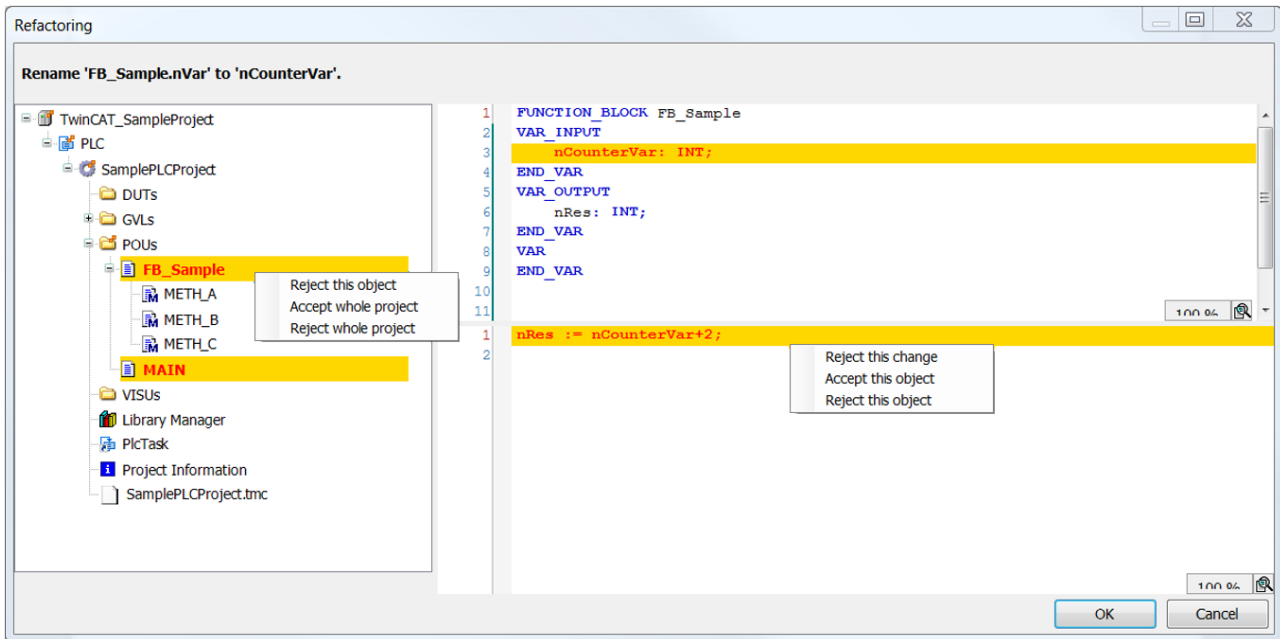 Refactoring
Rename 'FB_Sample.nVar' to 'nCounterVar'.
TwinCAT_SampleProject
PLC
SamplePLCProject
DUTs
GVLs
POUs
FB_Sample
METH_A
METH_B
METH_C
MAIN
VISUs
Library Manager
PlcTask
Project Information
SamplePLCProject.tmc
Reject this object
Accept whole project
Reject whole project
1 FUNCTION_BLOCK FB_Sample
2 VAR_INPUT
3 nCounterVar: INT;
4 END_VAR
5 VAR_OUTPUT
6 nRes: INT;
7 END_VAR
8 VAR
9 END_VAR
10
11
100 %
1 nRes := nCounterVar+2;
2
Reject this change
Accept this object
Reject this object
100 %
OK Cancel